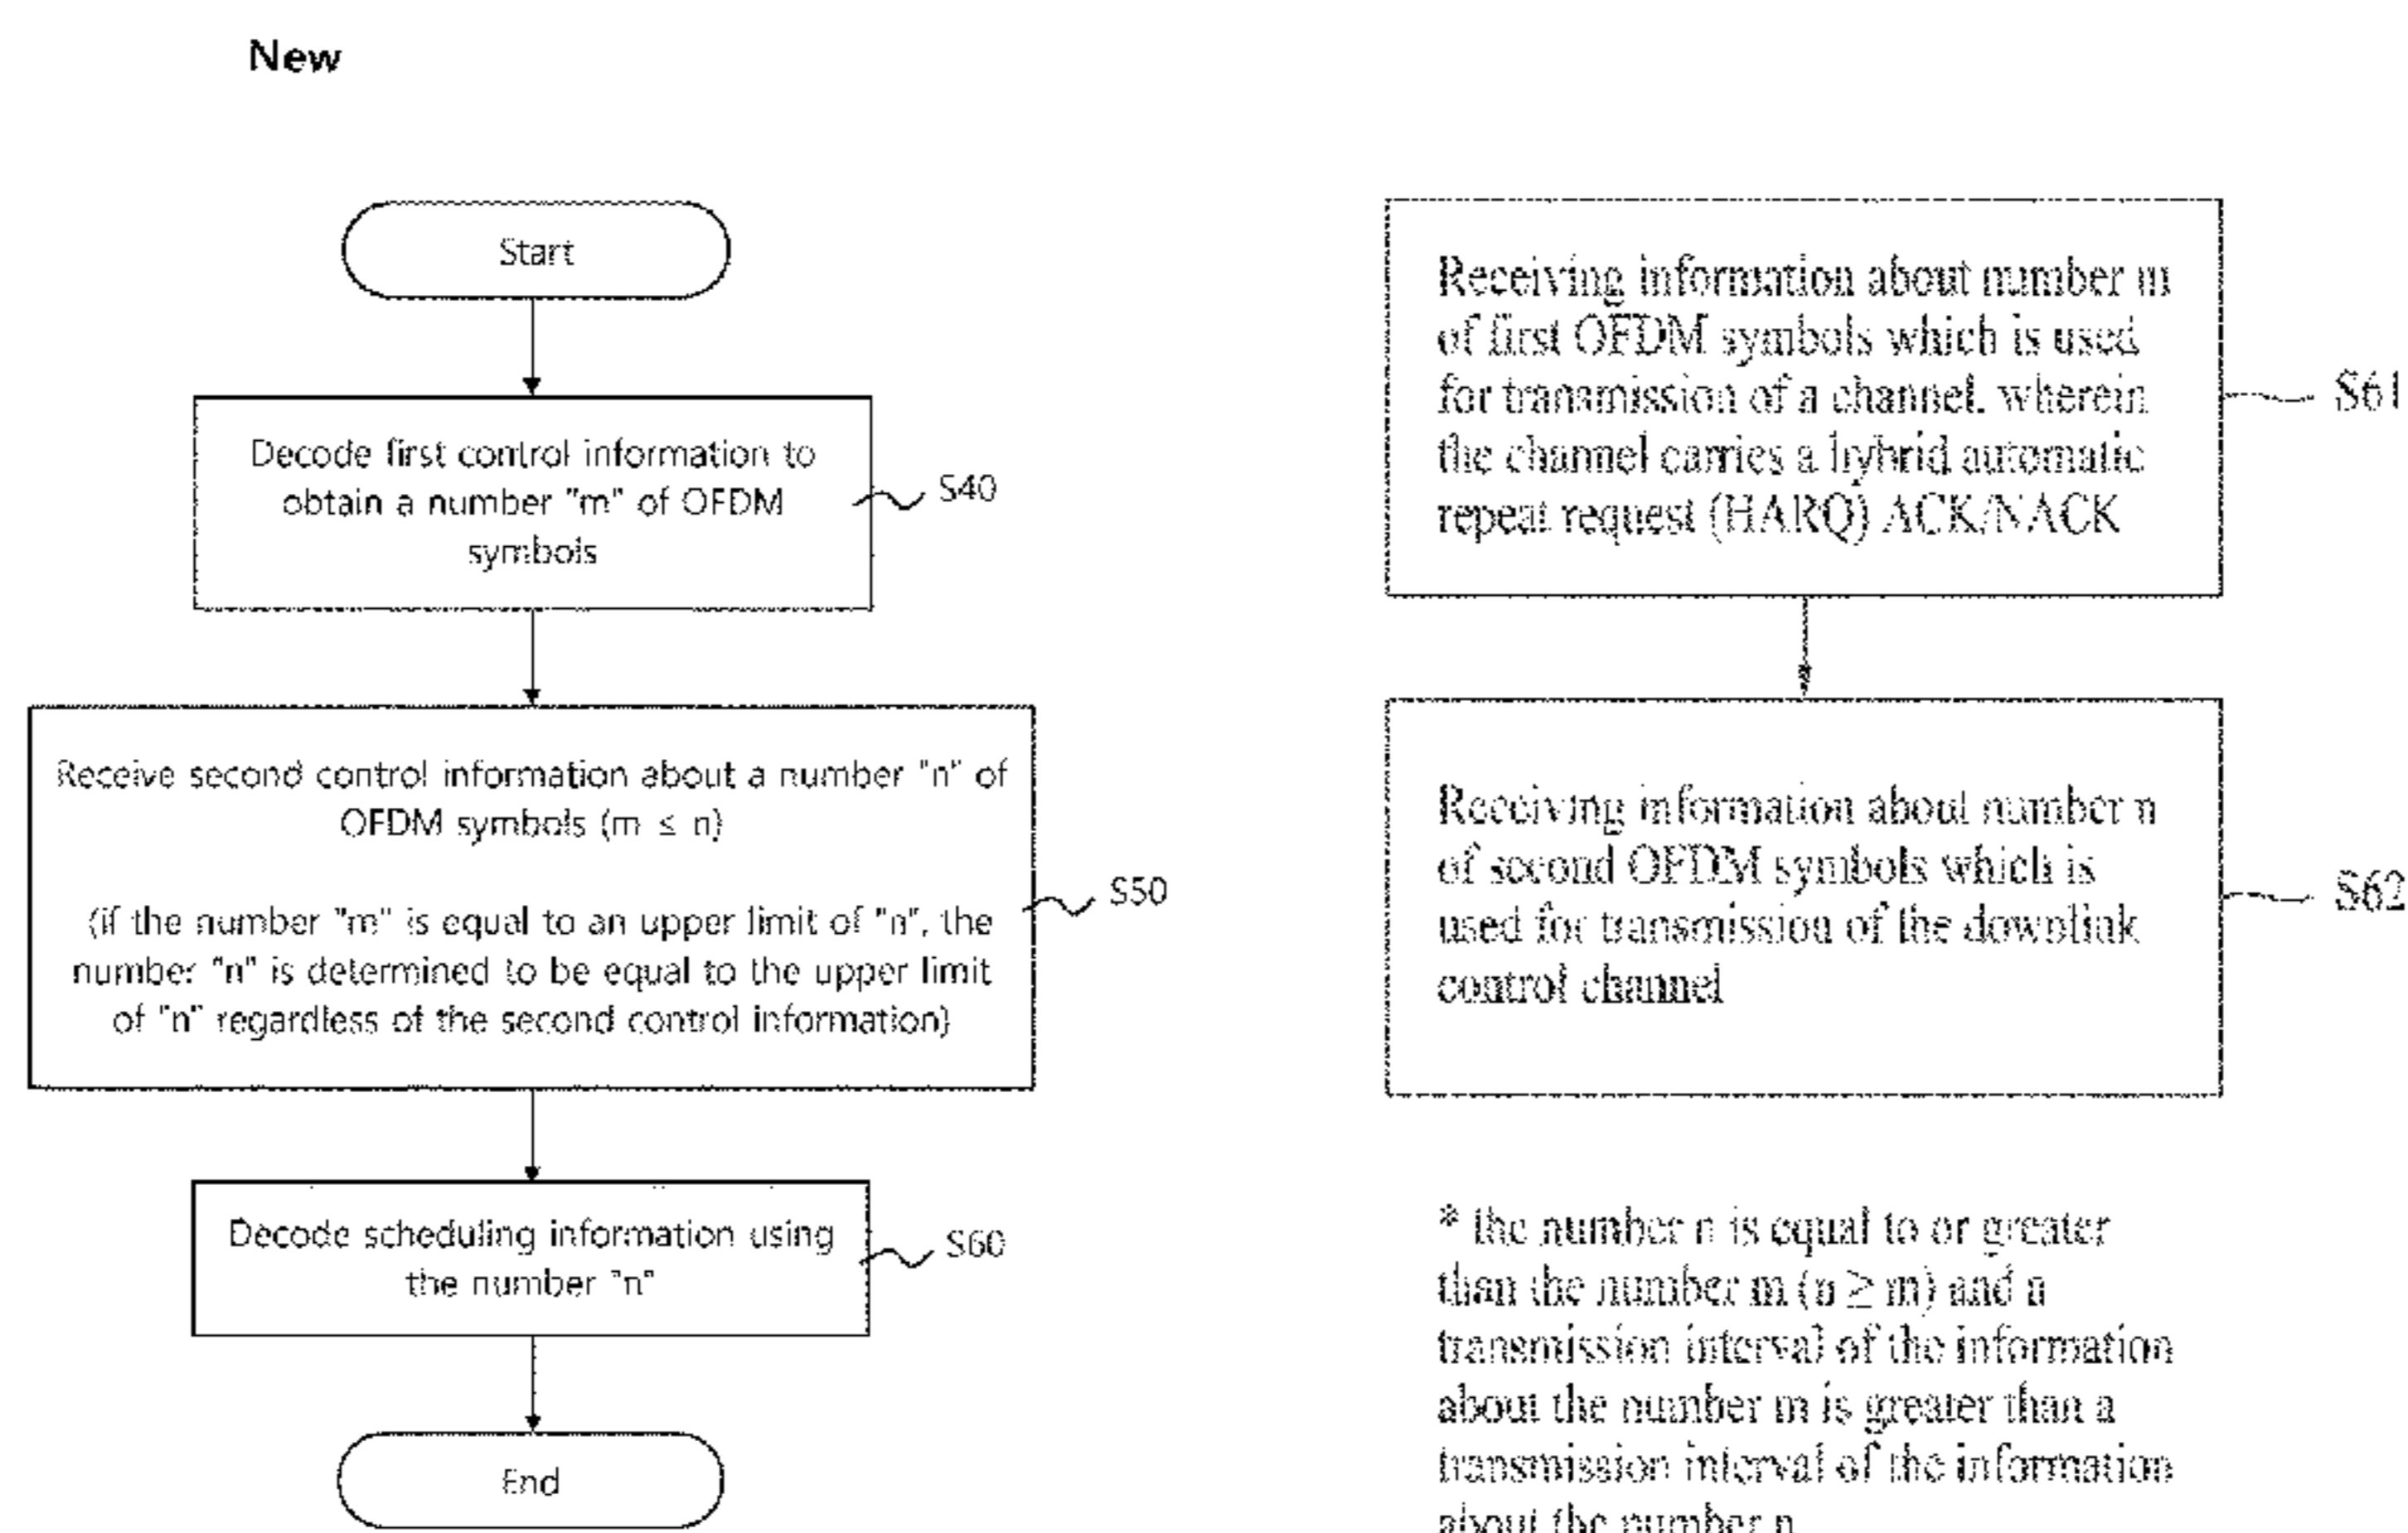 New
Start
Decode first control information to
obtain a number "m" of OFDM
symbols
S40
Receive second control information about a number "n" of
OFDM symbols (m ≤ n)
(if the number "m" is equal to an upper limit of "n", the
number "n" is determined to be equal to the upper limit
of "n" regardless of the second control information)
S50
Decode scheduling information using
the number "n"
S60
End
Receiving information about number m
of first OFDM symbols which is used
for transmission of a channel, wherein
the channel carries a hybrid automatic
repeat request (HARQ) ACK/NACK
S61
Receiving information about number n
of second OFDM symbols which is
used for transmission of the downlink
control channel
S62
* the number n is equal to or greater
than the number m (n ≥ m) and a
transmission interval of the information
about the number m is greater than a
transmission interval of the information
about the number n